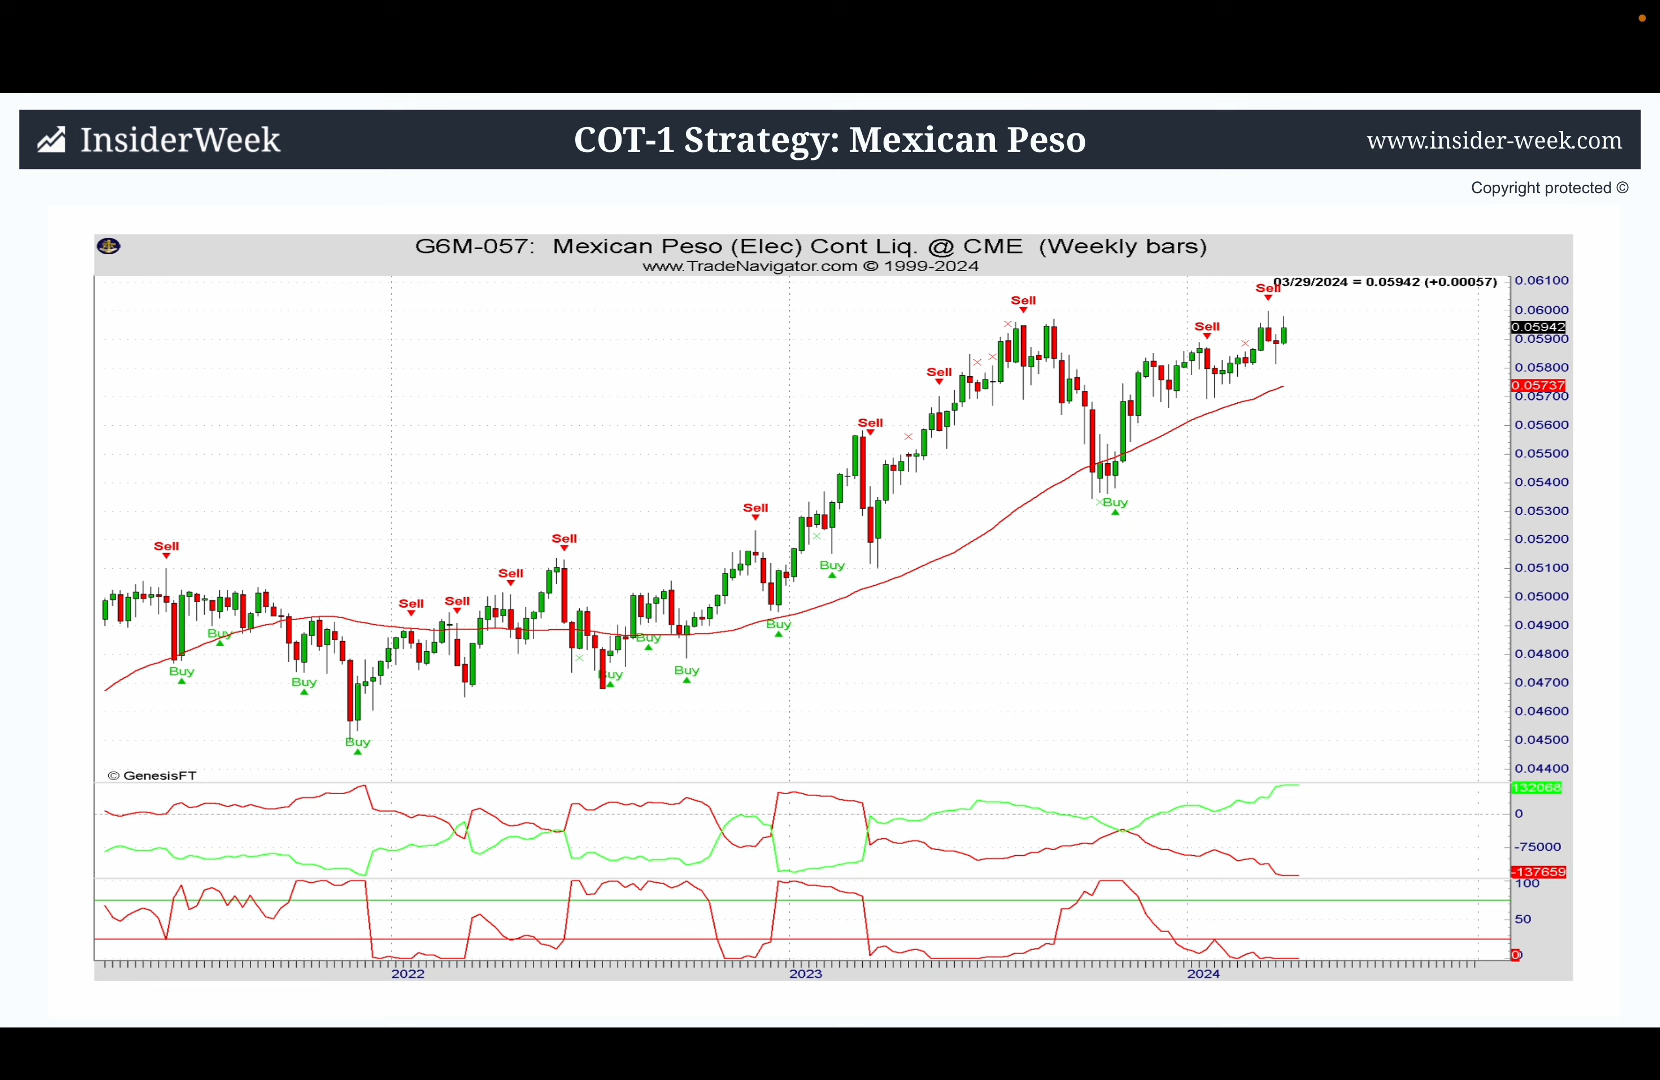 InsiderWeek
COT-1 Strategy: Mexican Peso
www.insider-week.com
Copyright protected ©
G6M-057: Mexican Peso (Elec) Cont Liq. @ CME (Weekly bars)
www.TradeNavigator.com © 1999-2024
03/29/2024 = 0.05942 (+0.00057)
Sell
Sell
Sell
Sell
Sell
Sell
Sell
Sell
Sell
Sell
Sell
Buy
Buy
Buy
Buy
Buy
Buy
Buy
Buy
Buy
Buy
0.06100
0.06000
0.05942
0.05900
0.05800
0.05737
0.05700
0.05600
0.05500
0.05400
0.05300
0.05200
0.05100
0.05000
0.04900
0.04800
0.04700
0.04600
0.04500
0.04400
© GenesisFT
132068
0
-75000
-137659
100
50
0
2022
2023
2024